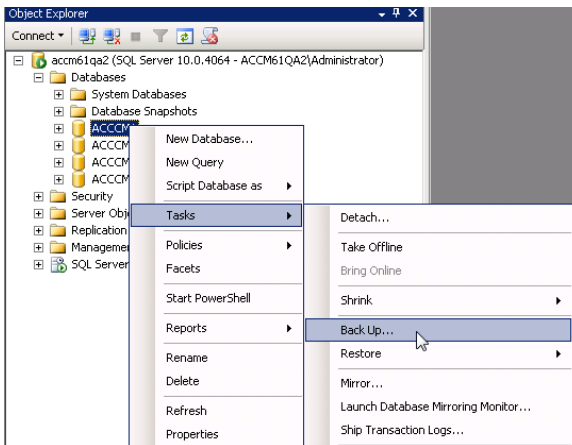 Object Explorer
Connect
accm61qa2 (SQL Server 10.0.4064 - ACCM61QA2\Administrator)
Databases
System Databases
Database Snapshots
ACCCM
ACCCM
ACCCM
ACCCM
Security
Server Obj
Replication
Managemen
SQL Server
New Database...
New Query
Script Database as
Tasks
Policies
Facets
Start PowerShell
Reports
Rename
Delete
Refresh
Properties
Detach...
Take Offline
Bring Online
Shrink
Back Up...
Restore
Mirror...
Launch Database Mirroring Monitor...
Ship Transaction Logs...